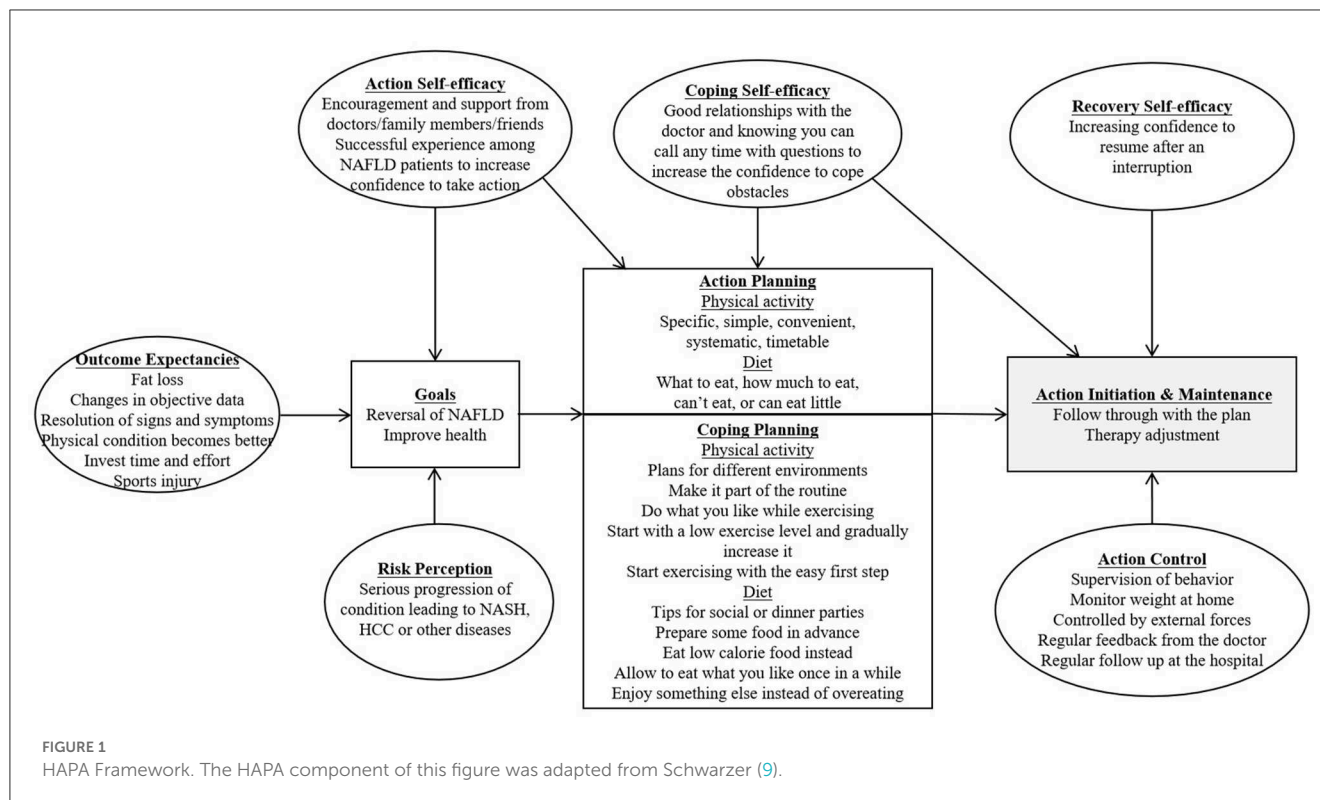 Action Self-efficacy
Encouragement and support from
doctors/family members/friends
Successful experience among
NAFLD patients to increase
confidence to take action
Coping Self-efficacy
Good relationships with the
doctor and knowing you can
call any time with questions to
increase the confidence to cope
obstacles
Recovery Self-efficacy
Increasing confidence to
resume after an
interruption
Outcome Expectancies
Fat loss
Changes in objective data
Resolution of signs and symptoms
Physical condition becomes better
Invest time and effort
Sports injury
Goals
Reversal of NAFLD
Improve health
Risk Perception
Serious progression of
condition leading to NASH,
HCC or other diseases
Action Planning
Physical activity
Specific, simple, convenient,
systematic, timetable
Diet
What to eat, how much to eat,
can't eat, or can eat little
Coping Planning
Physical activity
Plans for different environments
Make it part of the routine
Do what you like while exercising
Start with a low exercise level and gradually
increase it
Start exercising with the easy first step
Diet
Tips for social or dinner parties
Prepare some food in advance
Eat low calorie food instead
Allow to eat what you like once in a while
Enjoy something else instead of overeating
Action Initiation & Maintenance
Follow through with the plan
Therapy adjustment
Action Control
Supervision of behavior
Monitor weight at home
Controlled by external forces
Regular feedback from the doctor
Regular follow up at the hospital
FIGURE 1
HAPA Framework. The HAPA component of this figure was adapted from Schwarzer (9).